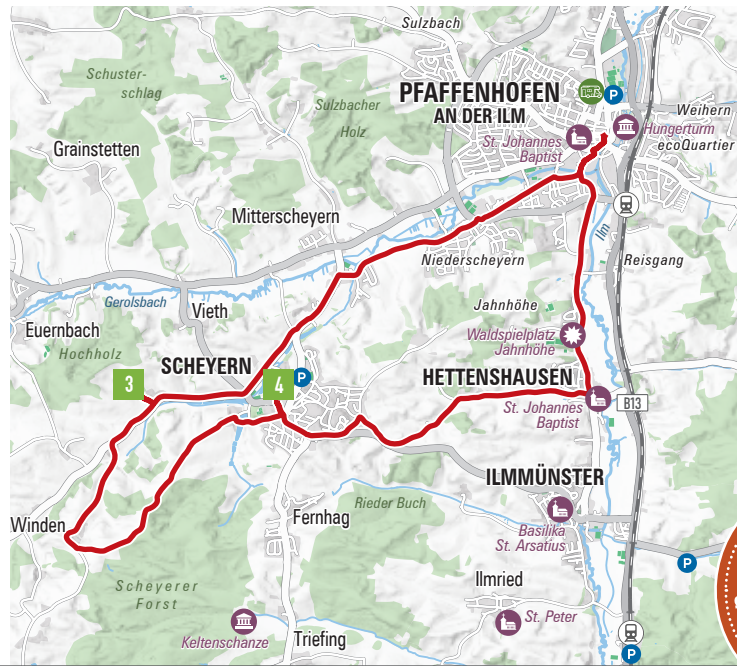 Sulzbach
Schuster-
schlag
PFAFFENHOFEN
AN DER ILM
P
Weihern
Sulzbacher
Holz
Grainstetten
St. Johannes
Baptist
Hungerturm
ecoQuartier
Mitterscheyern
Ilm
Niederscheyern
Reisgang
Gerolsbach
Vieth
Jahnhöhe
Euernbach
Hochholz
Waldspielplatz
Jahnhöhe
SCHEYERN
3
4
P
HETTENSHAUSEN
St. Johannes
Baptist
B13
ILMMÜNSTER
Rieder Buch
Winden
Fernhag
Basilika
St. Arsatius
P
Scheyerer
Forst
Ilmried
St. Peter
Keltenschanze
Triefing
P